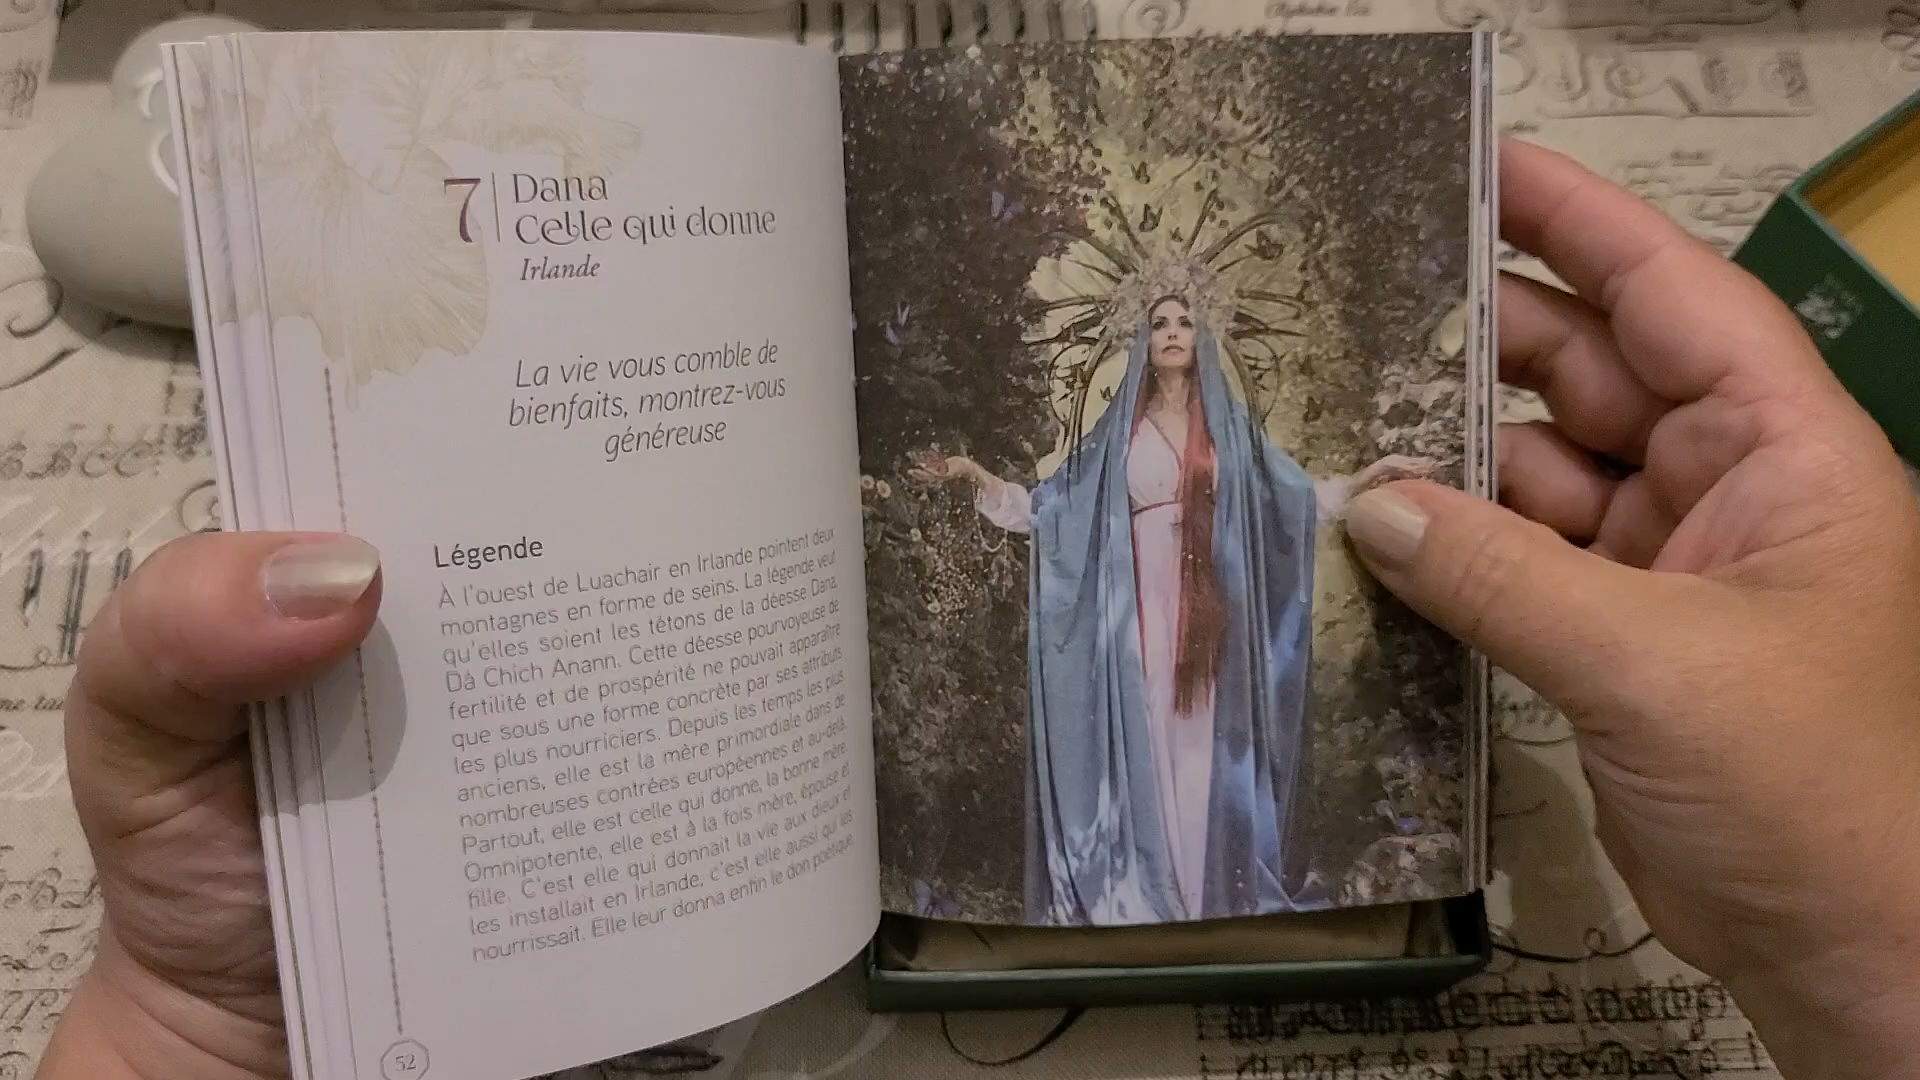 7
Dana
Celle qui donne
Irlande
La vie vous comble de
bienfaits, montrez-vous
généreuse
Légende
À l'ouest de Luachair en Irlande pointent deux
montagnes en forme de seins. La légende veut
qu'elles soient les tétons de la déesse Dana,
Dá Chich Anann. Cette déesse pourvoyeuse de
fertilité et de prospérité ne pouvait apparaître
que sous une forme concrète par ses attributs
les plus nourriciers. Depuis les temps les plus
anciens, elle est la mère primordiale dans de
nombreuses contrées européennes et au-delà.
Partout, elle est celle qui donne, la bonne mère.
Omnipotente, elle est à la fois mère, épouse et
fille. C'est elle qui donnait la vie aux dieux et
les installait en Irlande, c'est elle aussi qui les
nourrissait. Elle leur donna enfin le don poétique.
52